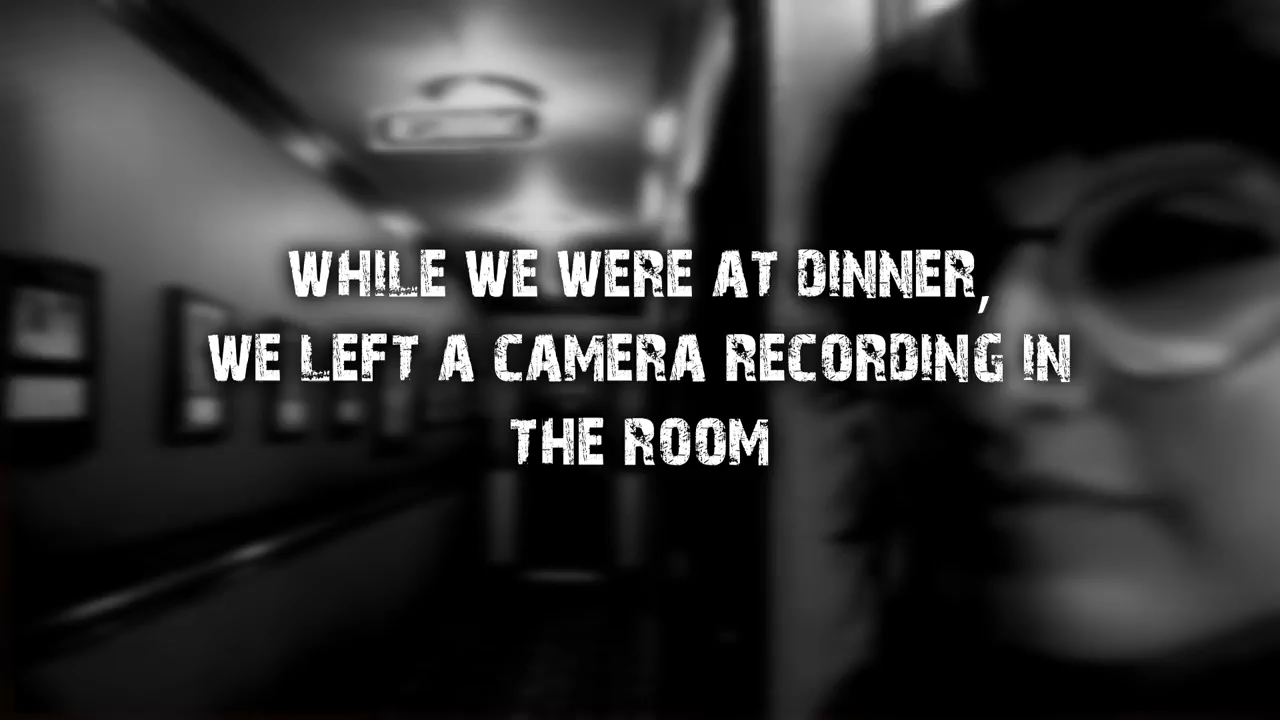 WHILE WE WERE AT DINNER,
WE LEFT A CAMERA RECORDING IN
THE ROOM